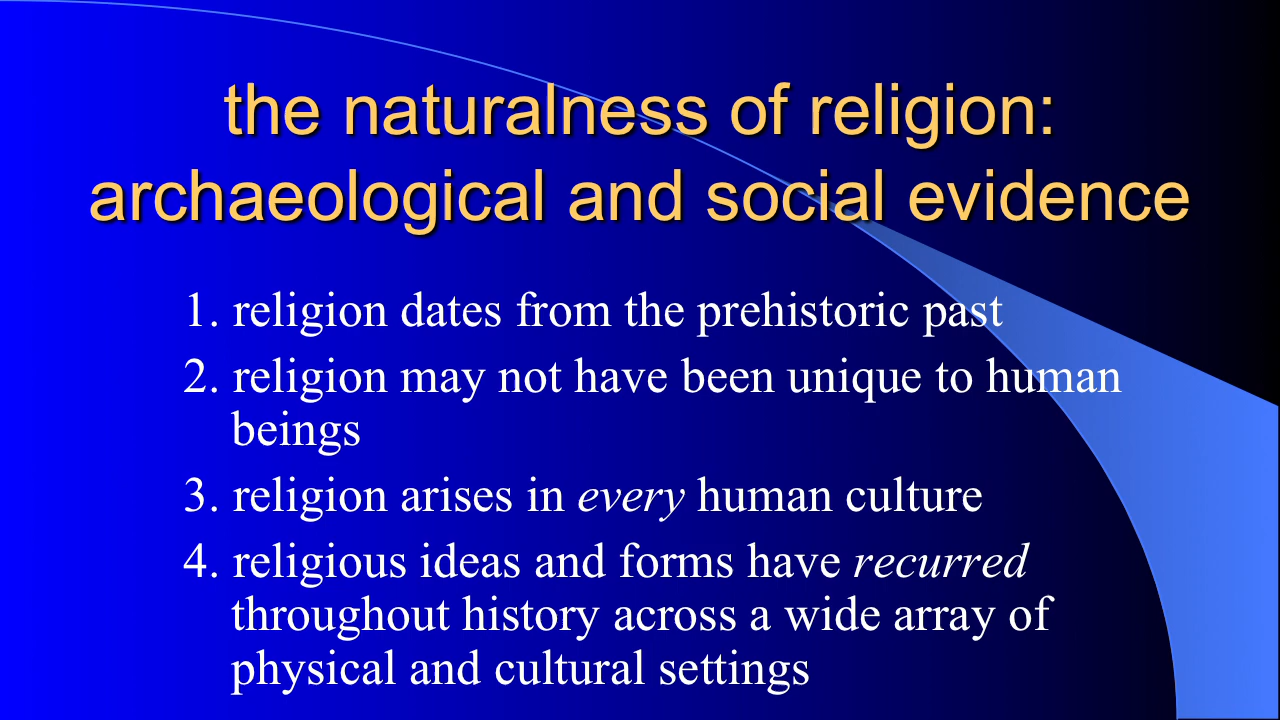 the naturalness of religion:
archaeological and social evidence
1. religion dates from the prehistoric past
2. religion may not have been unique to human
beings
3. religion arises in every human culture
4. religious ideas and forms have recurred
throughout history across a wide array of
physical and cultural settings